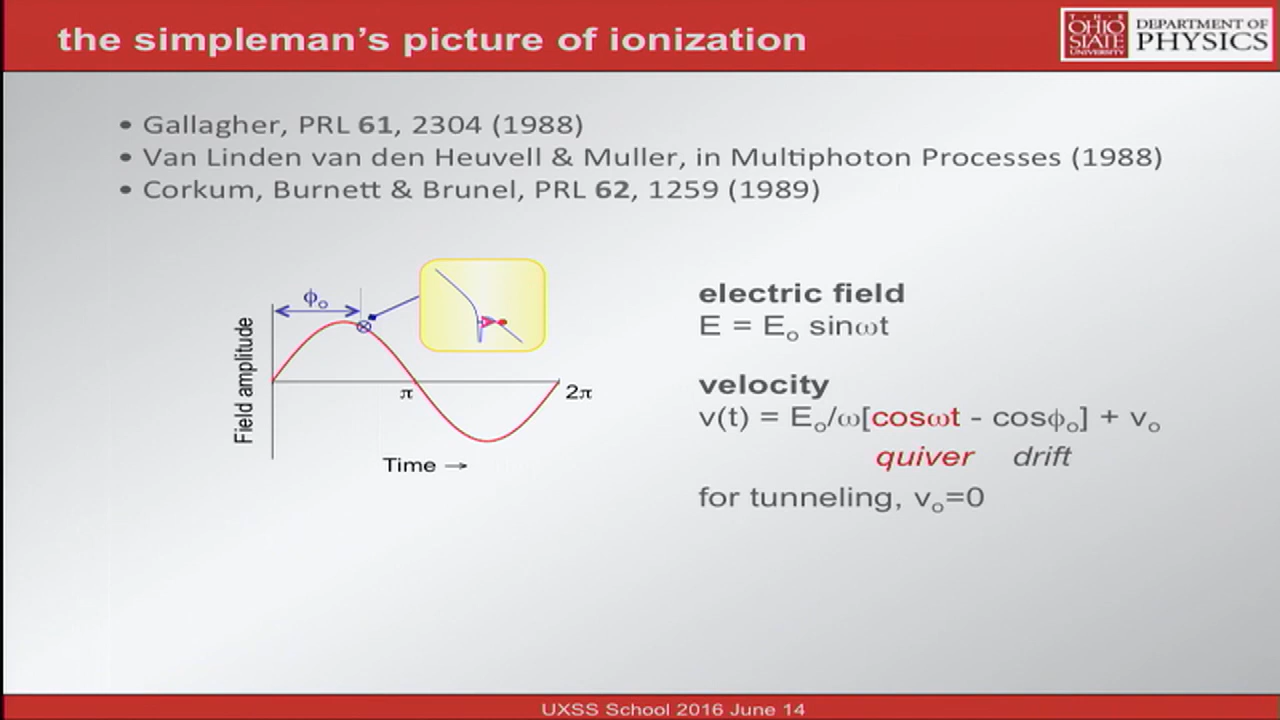 the simpleman's picture of ionization
THE
OHIO
STATE
UNIVERSITY
DEPARTMENT OF
PHYSICS
• Gallagher, PRL 61, 2304 (1988)
• Van Linden van den Heuvell & Muller, in Multiphoton Processes (1988)
• Corkum, Burnett & Brunel, PRL 62, 1259 (1989)
ϕo
Field amplitude
π
2π
Time →
electric field
E = Eo sinωt
velocity
v(t) = Eo/ω[cosωt - cosϕo] + vo
quiver drift
for tunneling, vo=0
UXSS School 2016 June 14